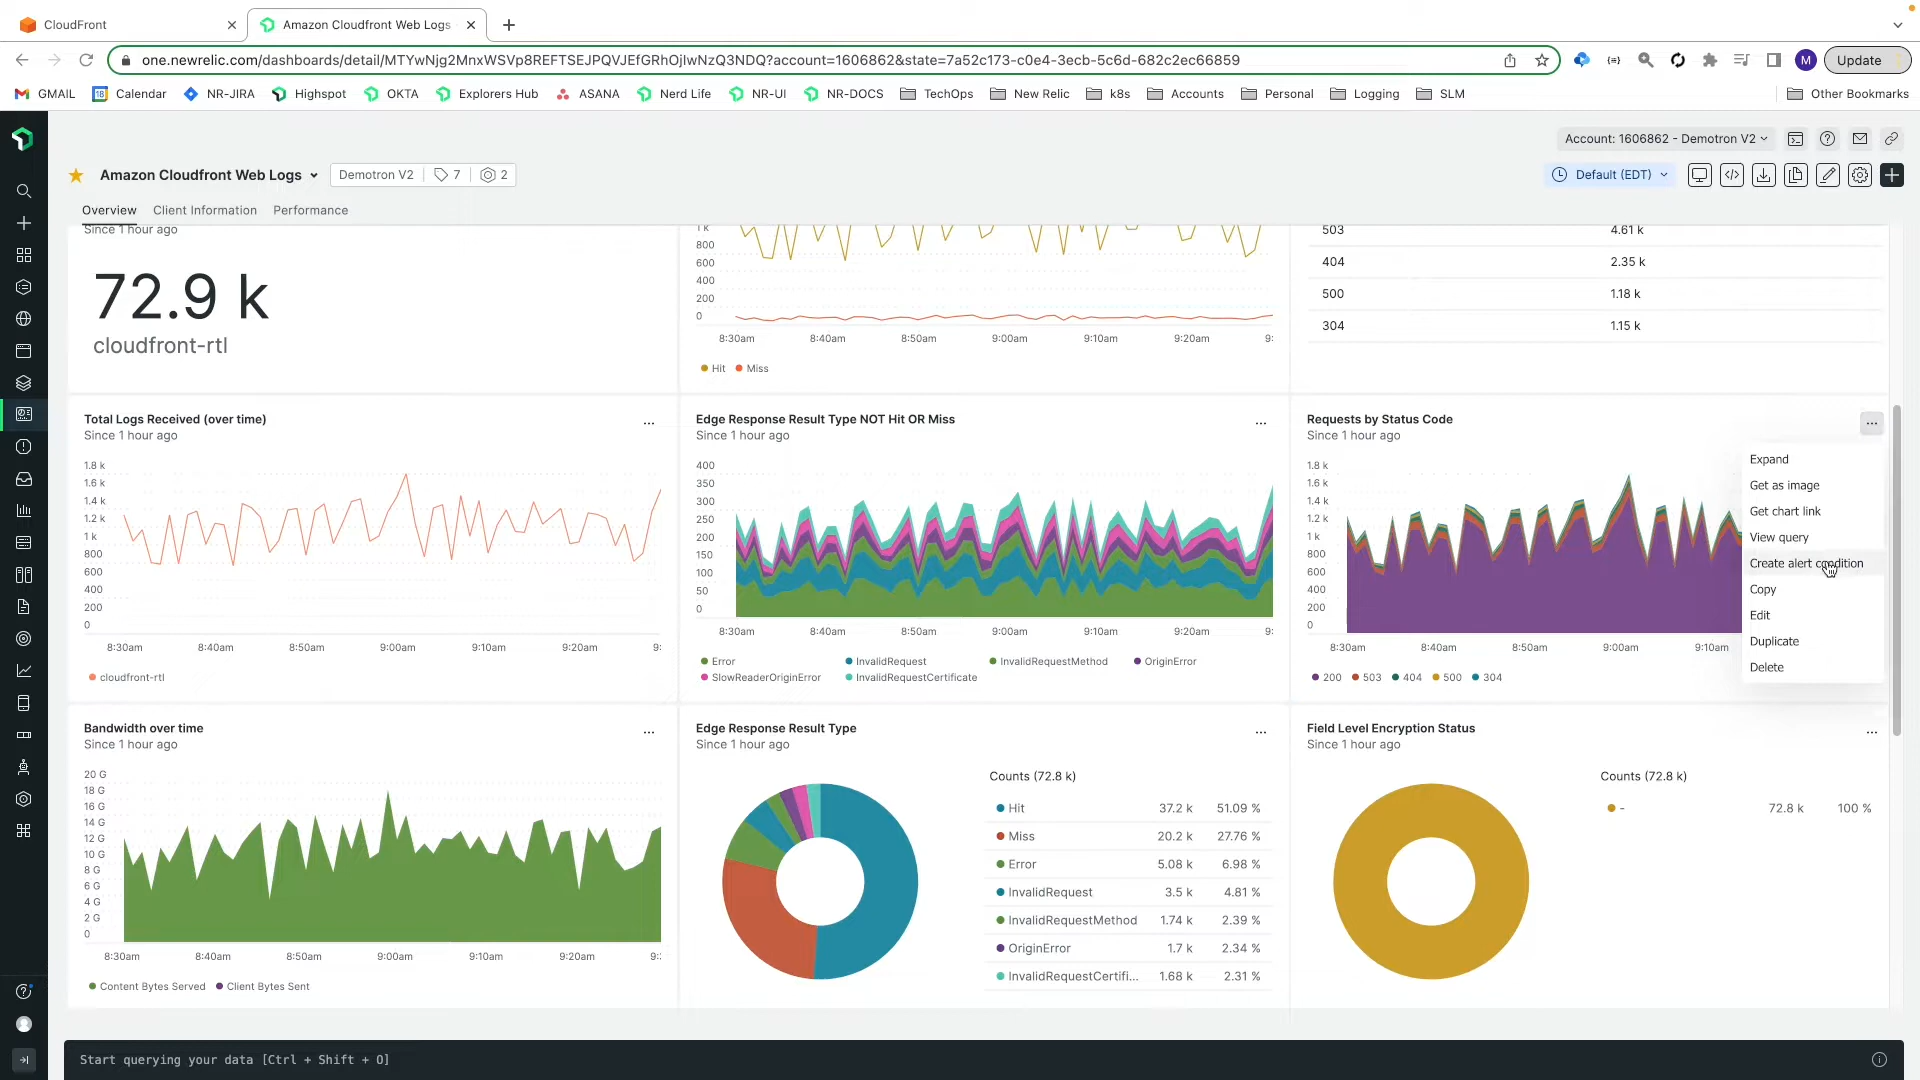 CloudFront
Amazon Cloudfront Web Logs
one.newrelic.com/dashboards/detail/MTYwNjg2MnxWSVp8REFTSEJPQVJEfGRhOjIwNzQ3NDQ?account=1606862&state=7a52c173-c0e4-3ecb-5c6d-682c2ec66859
M
Update
GMAIL
Calendar
NR-JIRA
Highspot
OKTA
Explorers Hub
ASANA
Nerd Life
NR-UI
NR-DOCS
TechOps
New Relic
k8s
Accounts
Personal
Logging
SLM
Other Bookmarks
Account: 1606862 - Demotron V2
Amazon Cloudfront Web Logs
Demotron V2
7
2
Default (EDT)
Overview
Client Information
Performance
Since 1 hour ago
72.9 k
cloudfront-rtl
1 k
800
600
400
200
0
8:30am 8:40am 8:50am 9:00am 9:10am 9:20am 9:
Hit Miss
503 4.61 k
404 2.35 k
500 1.18 k
304 1.15 k
Total Logs Received (over time)
Since 1 hour ago
...
1.8 k
1.6 k
1.4 k
1.2 k
1 k
800
600
400
200
0
8:30am 8:40am 8:50am 9:00am 9:10am 9:20am 9:
cloudfront-rtl
Edge Response Result Type NOT Hit OR Miss
Since 1 hour ago
...
400
350
300
250
200
150
100
50
0
8:30am 8:40am 8:50am 9:00am 9:10am 9:20am 9:
Error InvalidRequest InvalidRequestMethod OriginError
SlowReaderOriginError InvalidRequestCertificate
Requests by Status Code
Since 1 hour ago
...
1.8 k
1.6 k
1.4 k
1.2 k
1 k
800
600
400
200
0
8:30am 8:40am 8:50am 9:00am 9:10am
200 503 404 500 304
Expand
Get as image
Get chart link
View query
Create alert condition
Copy
Edit
Duplicate
Delete
Bandwidth over time
Since 1 hour ago
...
20 G
18 G
16 G
14 G
12 G
10 G
8 G
6 G
4 G
2 G
0
8:30am 8:40am 8:50am 9:00am 9:10am 9:20am 9:
Content Bytes Served Client Bytes Sent
Edge Response Result Type
Since 1 hour ago
...
Counts (72.8 k)
Hit 37.2 k 51.09 %
Miss 20.2 k 27.76 %
Error 5.08 k 6.98 %
InvalidRequest 3.5 k 4.81 %
InvalidRequestMethod 1.74 k 2.39 %
OriginError 1.7 k 2.34 %
InvalidRequestCertifi... 1.68 k 2.31 %
Field Level Encryption Status
Since 1 hour ago
...
Counts (72.8 k)
- 72.8 k 100 %
Start querying your data [Ctrl + Shift + O]